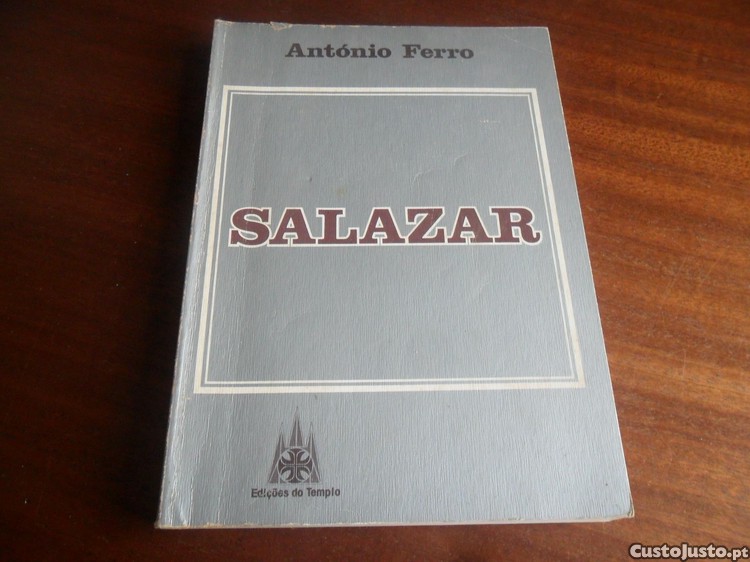 António Ferro
SALAZAR
Edições do Templo
CustoJusto.pt